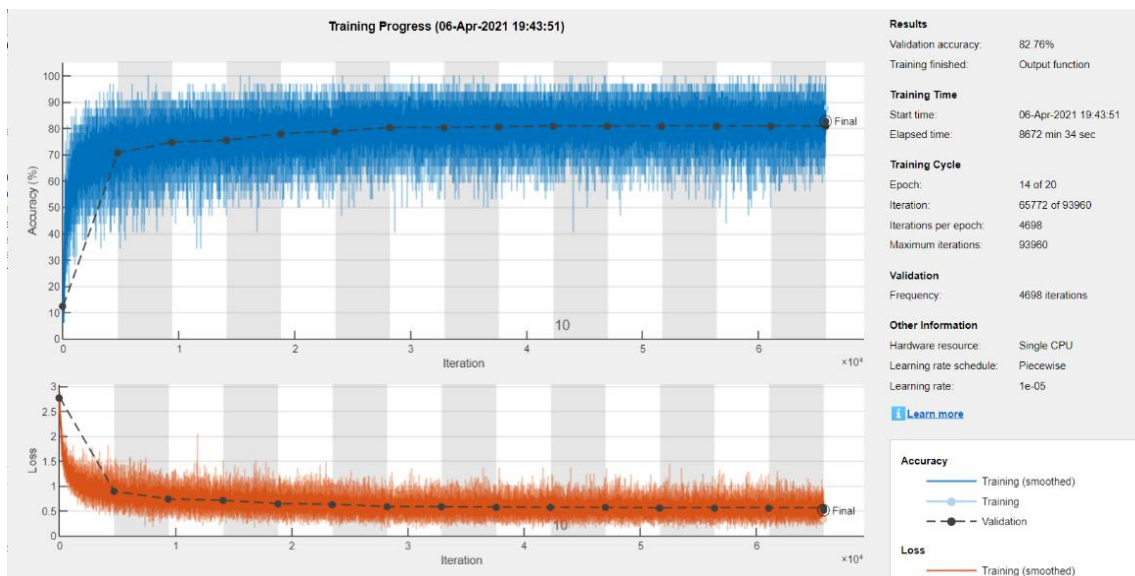 Training Progress (06-Apr-2021 19:43:51)
100
90
80
70
60
50
40
30
20
10
0
Accuracy (%)
Final
10
0
1
2
3
4
5
6
Iteration
×10⁴
3
2.5
2
1.5
1
0.5
0
Loss
Final
10
0
1
2
3
4
5
6
Iteration
×10⁴
Results
Validation accuracy: 82.76%
Training finished: Output function
Training Time
Start time: 06-Apr-2021 19:43:51
Elapsed time: 8672 min 34 sec
Training Cycle
Epoch: 14 of 20
Iteration: 65772 of 93960
Iterations per epoch: 4698
Maximum iterations: 93960
Validation
Frequency: 4698 iterations
Other Information
Hardware resource: Single CPU
Learning rate schedule: Piecewise
Learning rate: 1e-05
i Learn more
Accuracy
Training (smoothed)
Training
Validation
Loss
Training (smoothed)